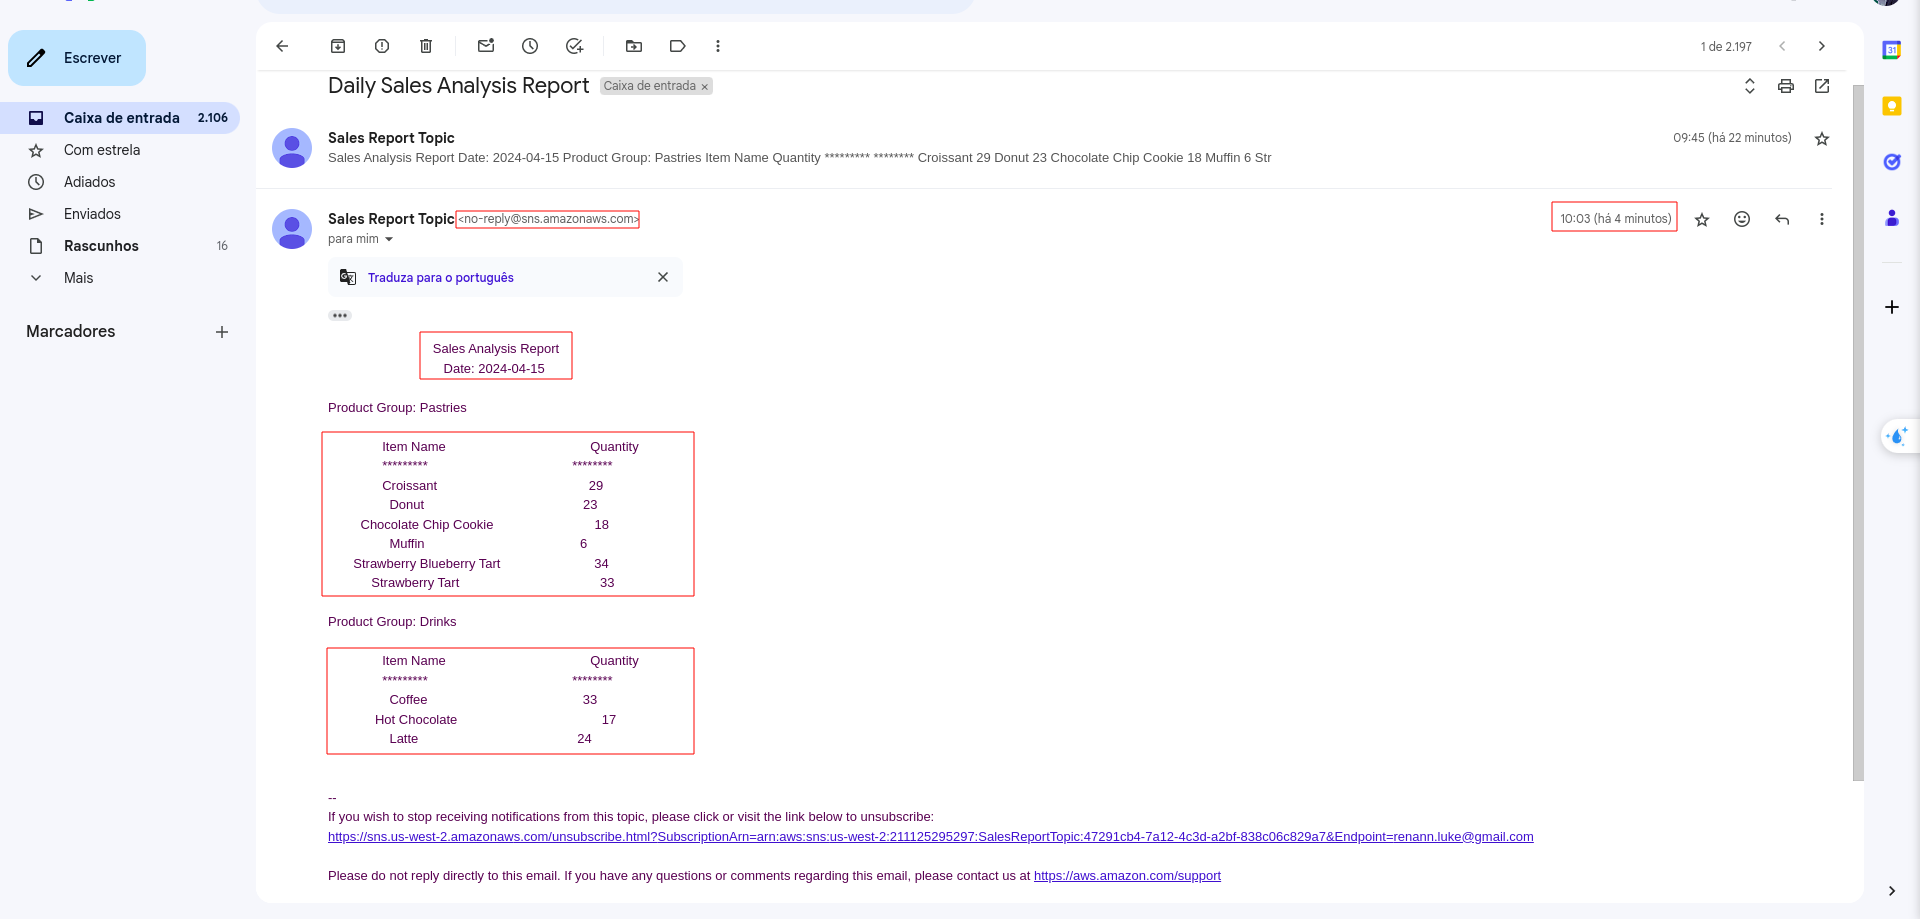 Escrever
1 de 2.197
Daily Sales Analysis Report Caixa de entrada ×
Caixa de entrada 2.106
Com estrela
Adiados
Enviados
Rascunhos 16
Mais
Marcadores
31
Sales Report Topic 09:45 (há 22 minutos)
Sales Analysis Report Date: 2024-04-15 Product Group: Pastries Item Name Quantity ********* ******** Croissant 29 Donut 23 Chocolate Chip Cookie 18 Muffin 6 Str
Sales Report Topic <no-reply@sns.amazonaws.com> 10:03 (há 4 minutos)
para mim
Traduza para o português
Sales Analysis Report
Date: 2024-04-15
Product Group: Pastries
Item Name Quantity
********* ********
Croissant 29
Donut 23
Chocolate Chip Cookie 18
Muffin 6
Strawberry Blueberry Tart 34
Strawberry Tart 33
Product Group: Drinks
Item Name Quantity
********* ********
Coffee 33
Hot Chocolate 17
Latte 24
--
If you wish to stop receiving notifications from this topic, please click or visit the link below to unsubscribe:
https://sns.us-west-2.amazonaws.com/unsubscribe.html?SubscriptionArn=arn:aws:sns:us-west-2:211125295297:SalesReportTopic:47291cb4-7a12-4c3d-a2bf-838c06c829a7&Endpoint=renann.luke@gmail.com
Please do not reply directly to this email. If you have any questions or comments regarding this email, please contact us at https://aws.amazon.com/support